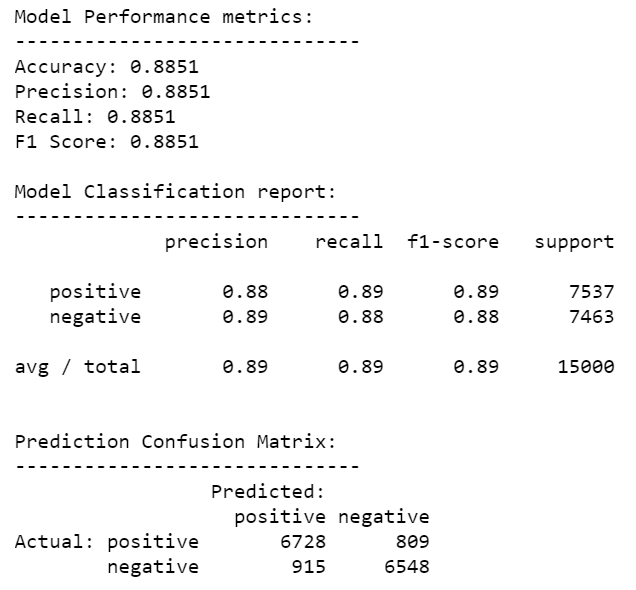 Model Performance metrics:
------------------------------
Accuracy: 0.8851
Precision: 0.8851
Recall: 0.8851
F1 Score: 0.8851
Model Classification report:
------------------------------
precision recall f1-score support
positive 0.88 0.89 0.89 7537
negative 0.89 0.88 0.88 7463
avg / total 0.89 0.89 0.89 15000
Prediction Confusion Matrix:
------------------------------
Predicted:
positive negative
Actual: positive 6728 809
negative 915 6548